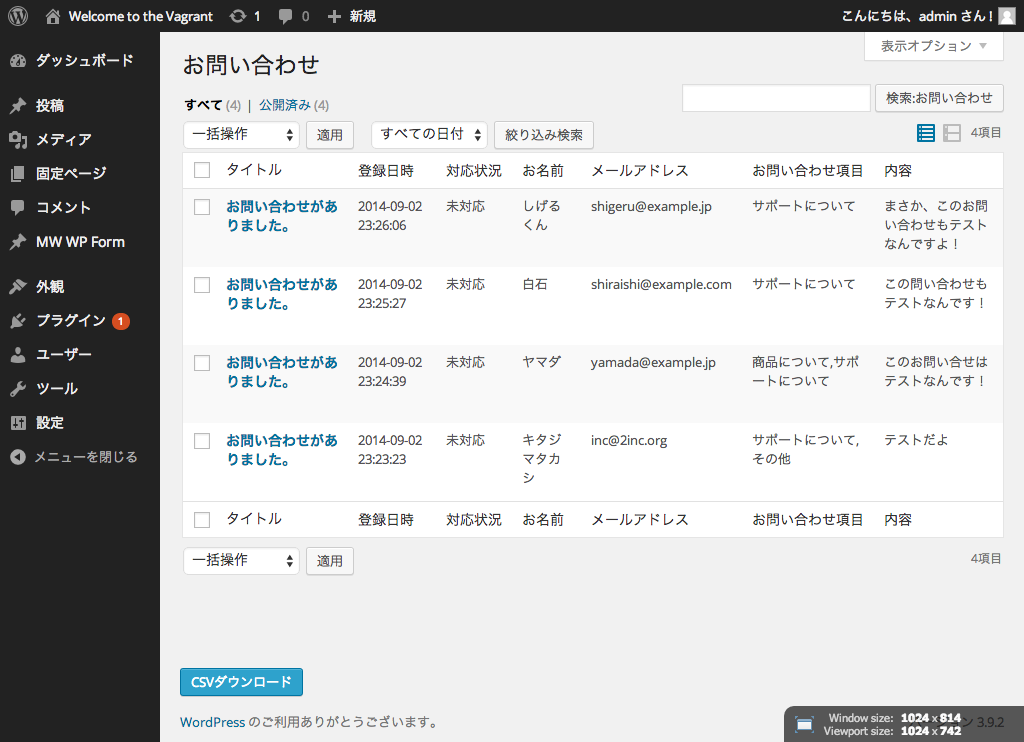 Welcome to the Vagrant 1 0 新規 こんにちは、admin さん !
ダッシュボード
投稿
メディア
固定ページ
コメント
MW WP Form
外観
プラグイン 1
ユーザー
ツール
設定
メニューを閉じる
表示オプション
お問い合わせ
すべて (4) | 公開済み (4)
検索:お問い合わせ
一括操作 適用 すべての日付 絞り込み検索 4項目
タイトル 登録日時 対応状況 お名前 メールアドレス お問い合わせ項目 内容
お問い合わせがあ 2014-09-02 未対応 しげる shigeru@example.jp サポートについて まさか、このお問
りました。 23:26:06 くん い合わせもテスト
なんですよ！
お問い合わせがあ 2014-09-02 未対応 白石 shiraishi@example.com サポートについて この問い合わせも
りました。 23:25:27 テストなんです！
お問い合わせがあ 2014-09-02 未対応 ヤマダ yamada@example.jp 商品について,サポ このお問い合せは
りました。 23:24:39 ートについて テストなんです！
お問い合わせがあ 2014-09-02 未対応 キタジ inc@2inc.org サポートについて, テストだよ
りました。 23:23:23 マタカ その他
シ
タイトル 登録日時 対応状況 お名前 メールアドレス お問い合わせ項目 内容
一括操作 適用 4項目
CSVダウンロード
WordPress のご利用ありがとうございます。 3.9.2
Window size: 1024 x 814
Viewport size: 1024 x 742